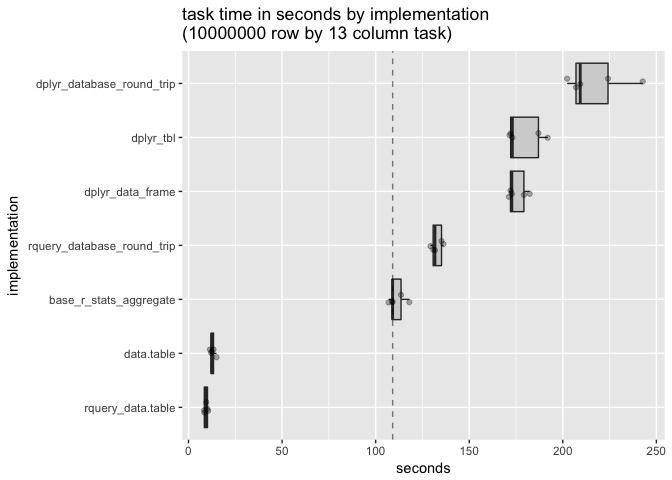 task time in seconds by implementation
(10000000 row by 13 column task)
implementation
dplyr_database_round_trip
dplyr_tbl
dplyr_data_frame
rquery_database_round_trip
base_r_stats_aggregate
data.table
rquery_data.table
0 50 100 150 200 250
seconds